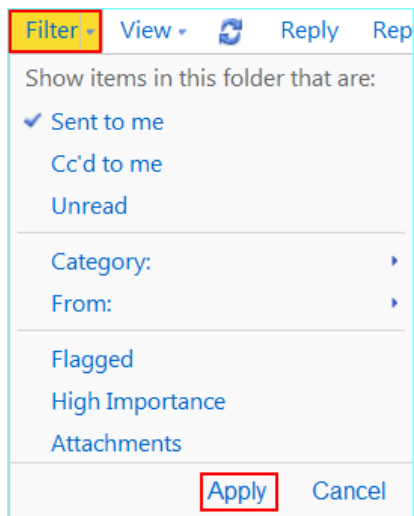 Filter View Reply Rep
Show items in this folder that are:
Sent to me
Cc'd to me
Unread
Category:
From:
Flagged
High Importance
Attachments
Apply Cancel